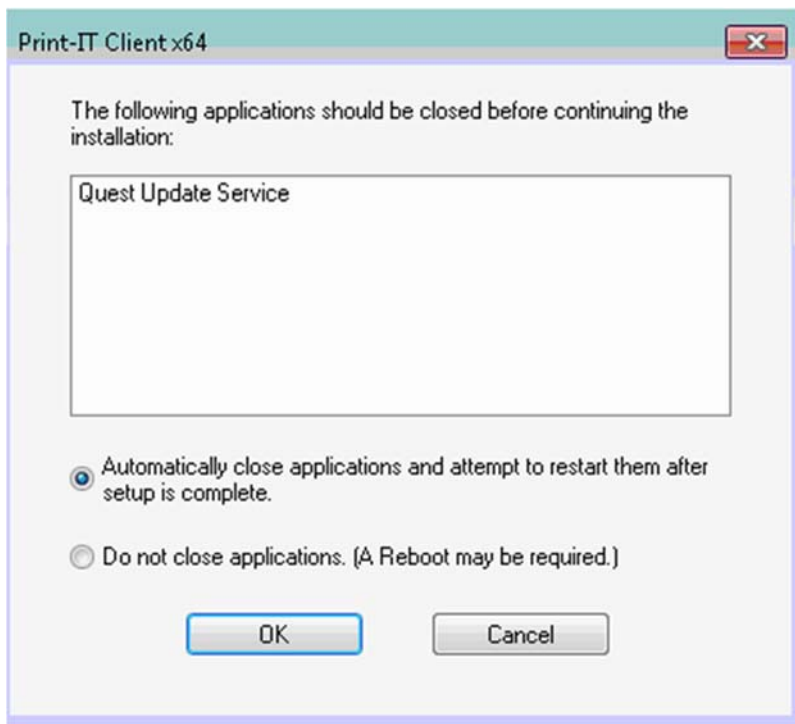 Print-IT Client x64
The following applications should be closed before continuing the
installation:
Quest Update Service
Automatically close applications and attempt to restart them after
setup is complete.
Do not close applications. (A Reboot may be required.)
OK
Cancel